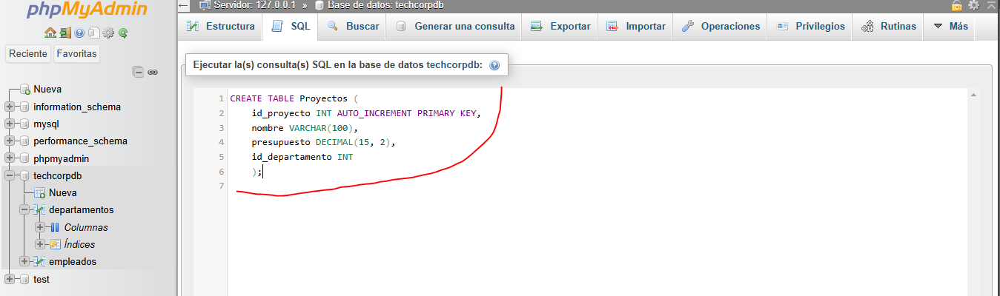 phpMyAdmin
Reciente Favoritas
Nueva
information_schema
mysql
performance_schema
phpmyadmin
techcorpdb
Nueva
departamentos
Columnas
Índices
empleados
test
Servidor: 127.0.0.1 » Base de datos: techcorpdb
Estructura SQL Buscar Generar una consulta Exportar Importar Operaciones Privilegios Rutinas Más
Ejecutar la(s) consulta(s) SQL en la base de datos techcorpdb:
1 CREATE TABLE Proyectos (
2 id_proyecto INT AUTO_INCREMENT PRIMARY KEY,
3 nombre VARCHAR(100),
4 presupuesto DECIMAL(15, 2),
5 id_departamento INT
6 );
7